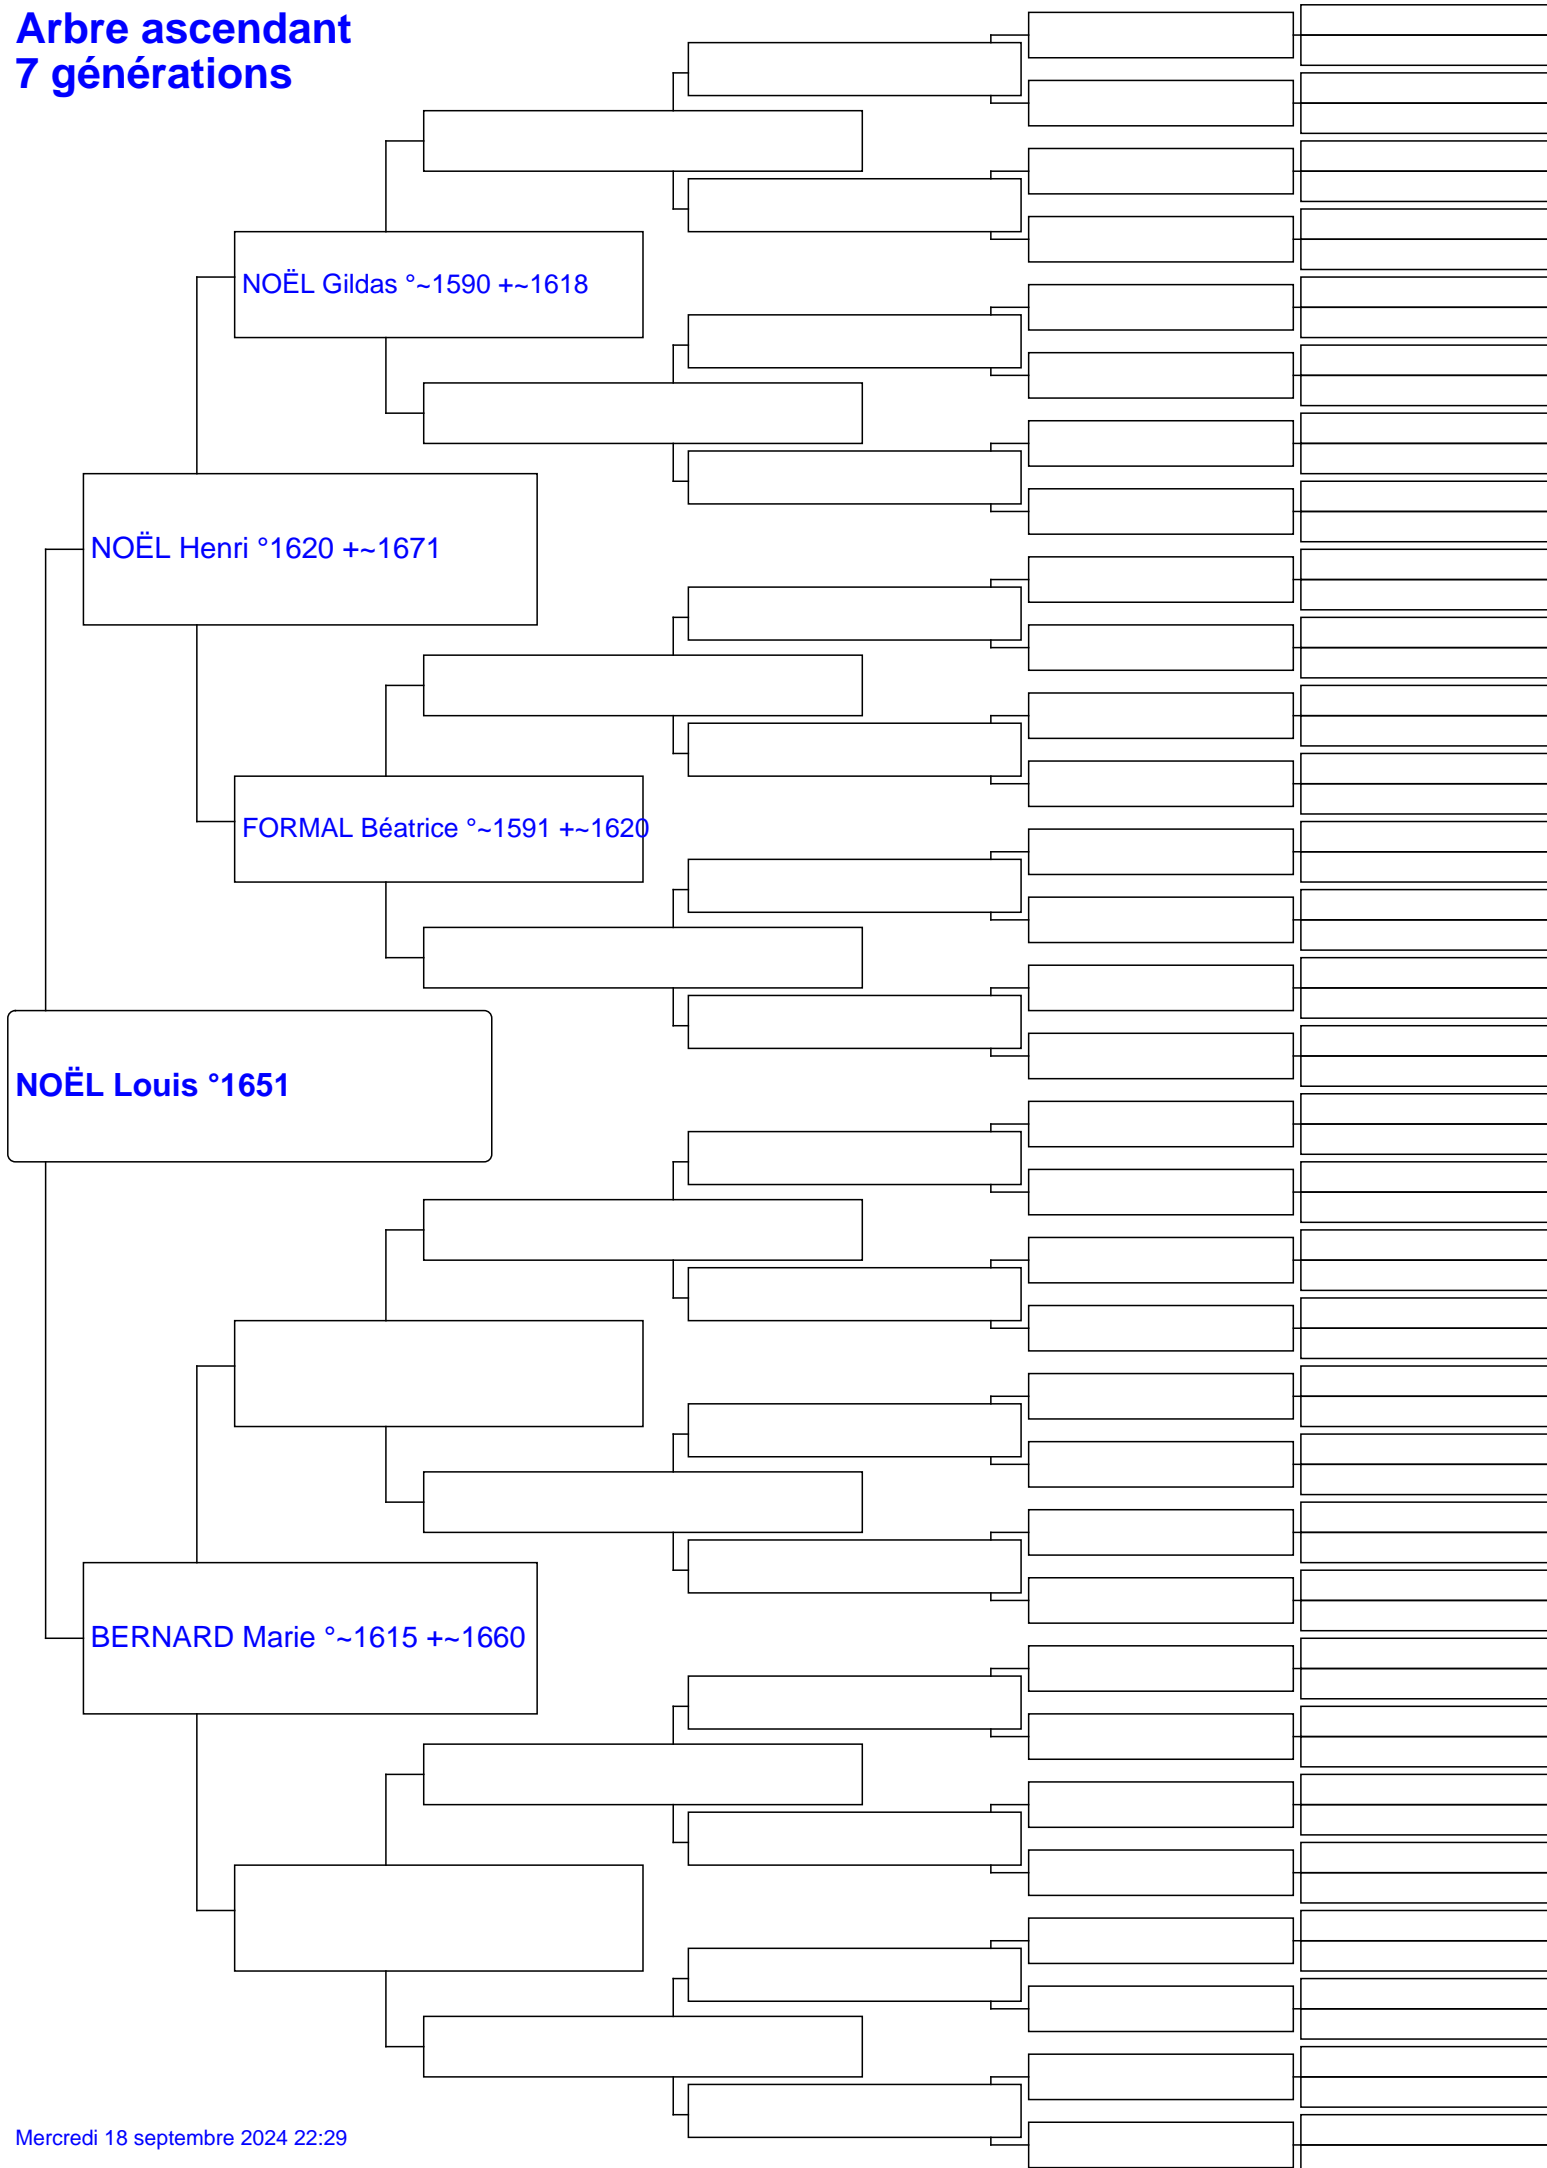 Arbre ascendant
7 générations
NOËL Gildas °~1590 +~1618
NOËL Henri °1620 +~1671
FORMAL Béatrice °~1591 +~1620
NOËL Louis °1651
BERNARD Marie °~1615 +~1660
Mercredi 18 septembre 2024 22:29